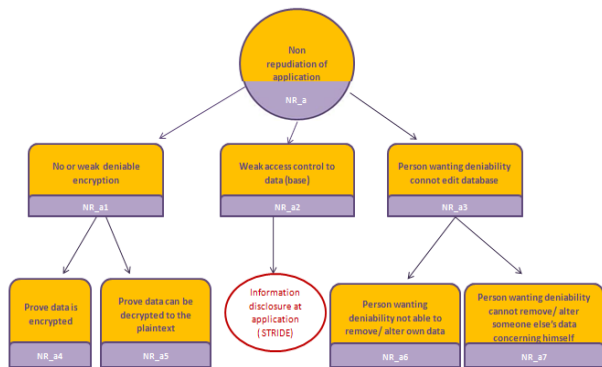 Non
repudiation of
application
NR_a
No or weak deniable
encryption
NR_a1
Weak access control to
data (base)
NR_a2
Person wanting deniability
cannot edit database
NR_a3
Prove data is
encrypted
NR_a4
Prove data can be
decrypted to the
plaintext
NR_a5
Information
disclosure at
application
(STRIDE)
Person wanting
deniability not able to
remove/ alter own data
NR_a6
Person wanting deniability
cannot remove/ alter
someone else's data
concerning himself
NR_a7